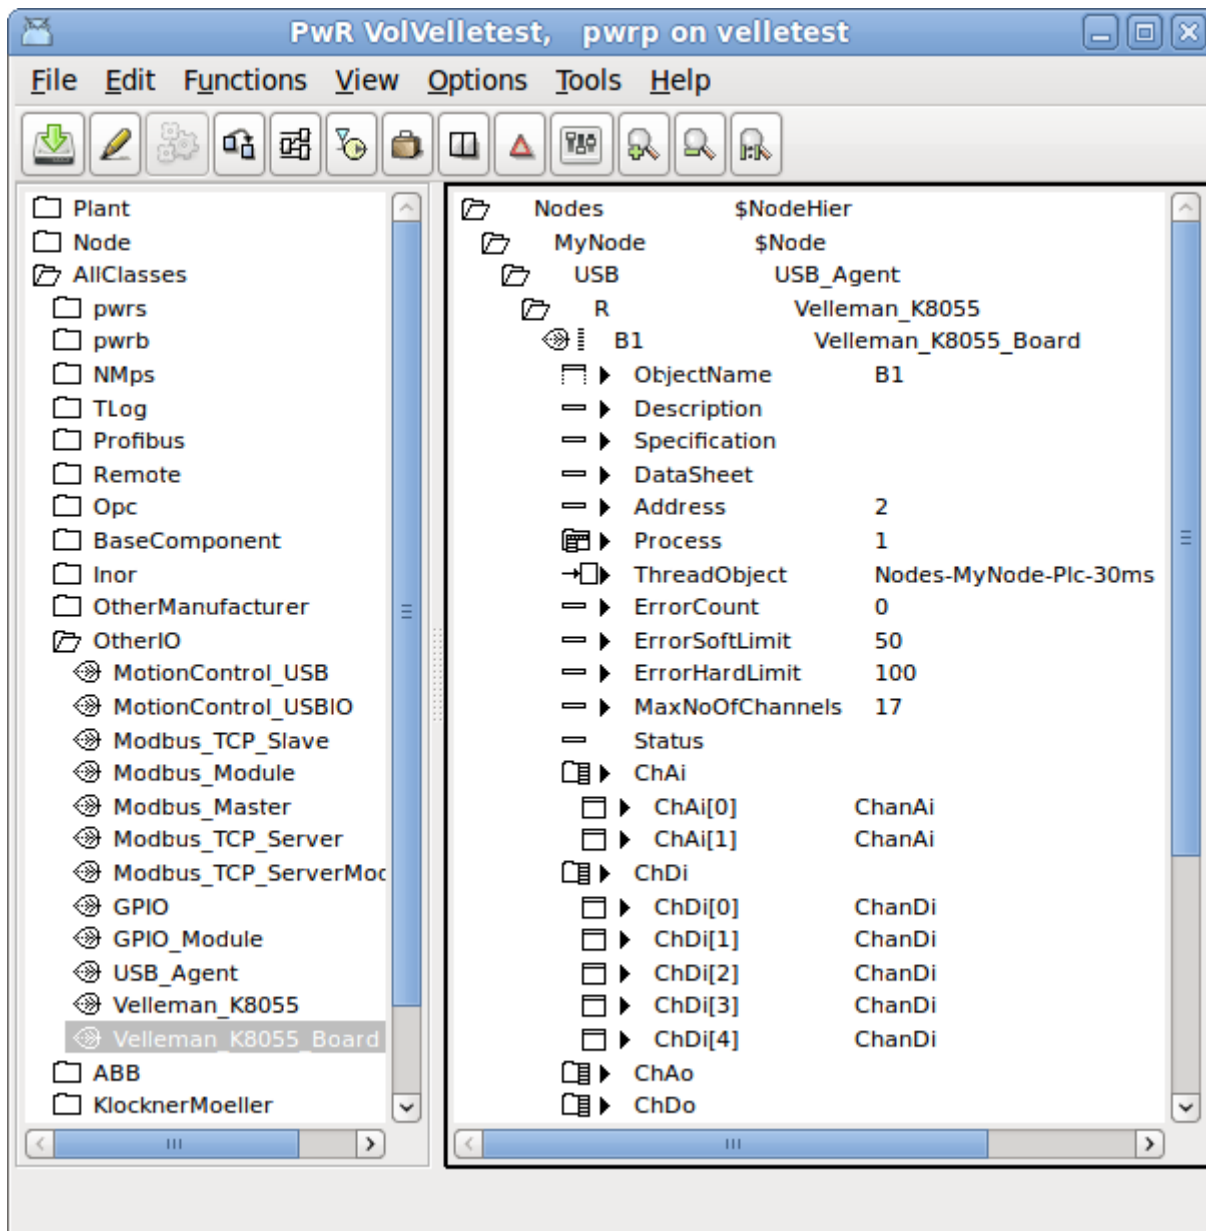 PwR VolVelletest, pwrp on velletest
File Edit Functions View Options Tools Help
Plant
Node
AllClasses
pwrs
pwrb
NMps
TLog
Profibus
Remote
Opc
BaseComponent
Inor
OtherManufacturer
OtherIO
MotionControl_USB
MotionControl_USBIO
Modbus_TCP_Slave
Modbus_Module
Modbus_Master
Modbus_TCP_Server
Modbus_TCP_ServerMoc
GPIO
GPIO_Module
USB_Agent
Velleman_K8055
Velleman_K8055_Board
ABB
KlocknerMoeller
Nodes $NodeHier
MyNode $Node
USB USB_Agent
R Velleman_K8055
B1 Velleman_K8055_Board
ObjectName B1
Description
Specification
DataSheet
Address 2
Process 1
ThreadObject Nodes-MyNode-Plc-30ms
ErrorCount 0
ErrorSoftLimit 50
ErrorHardLimit 100
MaxNoOfChannels 17
Status
ChAi
ChAi[0] ChanAi
ChAi[1] ChanAi
ChDi
ChDi[0] ChanDi
ChDi[1] ChanDi
ChDi[2] ChanDi
ChDi[3] ChanDi
ChDi[4] ChanDi
ChAo
ChDo